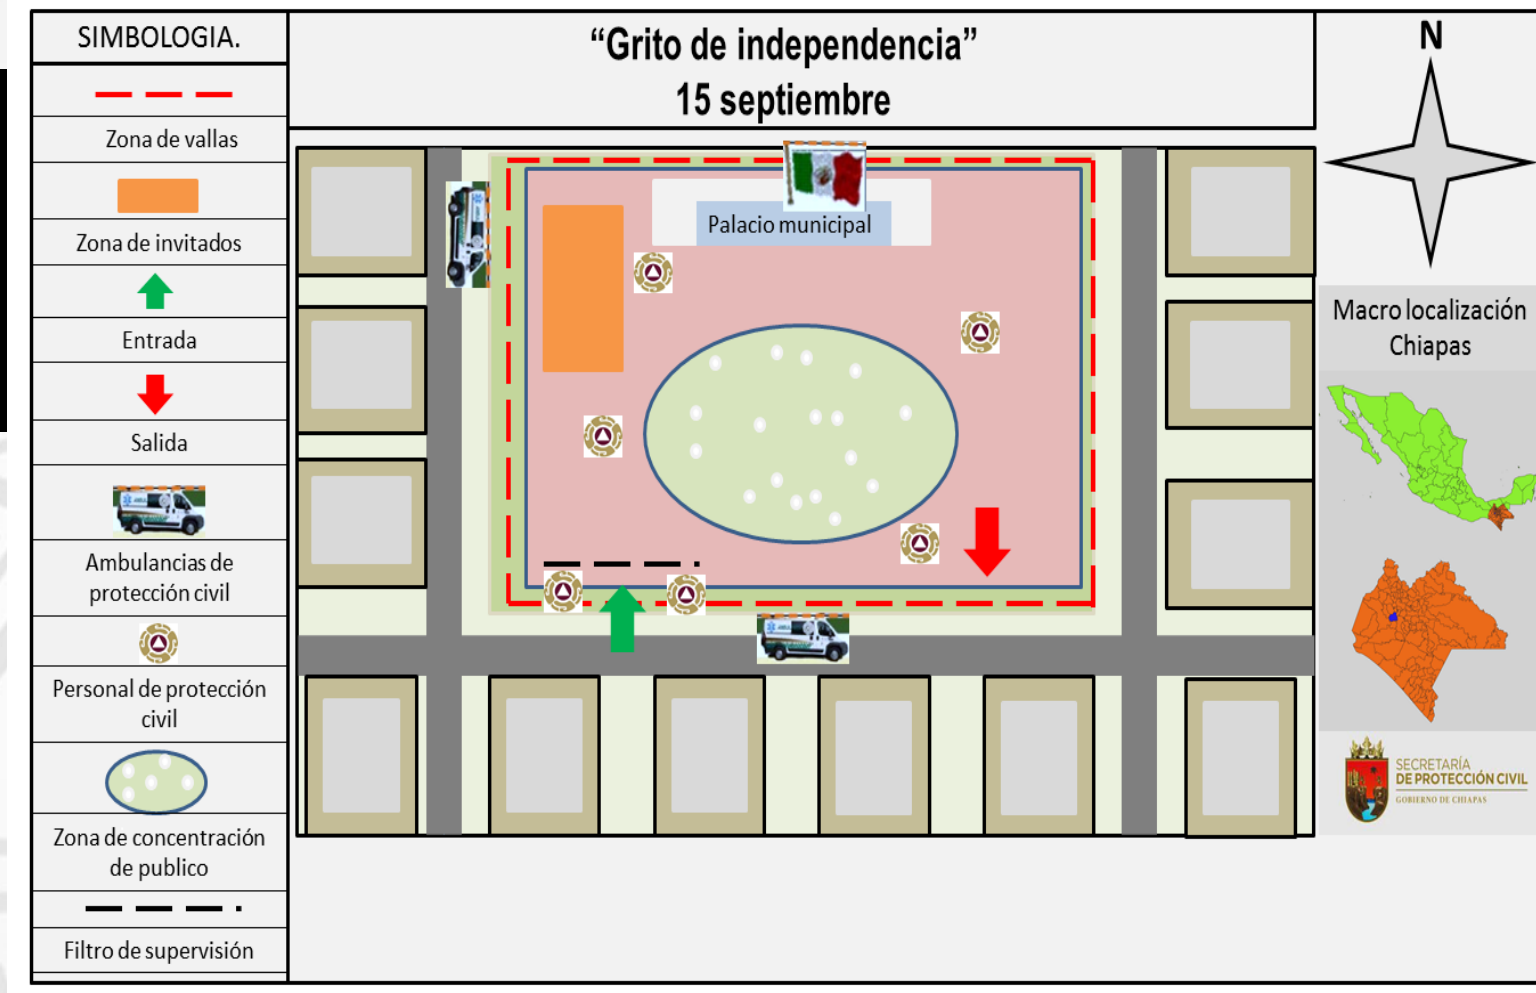 SIMBOLOGIA.
Zona de vallas
Zona de invitados
Entrada
Salida
Ambulancias de
protección civil
Personal de protección
civil
Zona de concentración
de publico
Filtro de supervisión
“Grito de independencia”
15 septiembre
Palacio municipal
N
Macro localización
Chiapas
SECRETARÍA
DE PROTECCIÓN CIVIL
GOBIERNO DE CHIAPAS